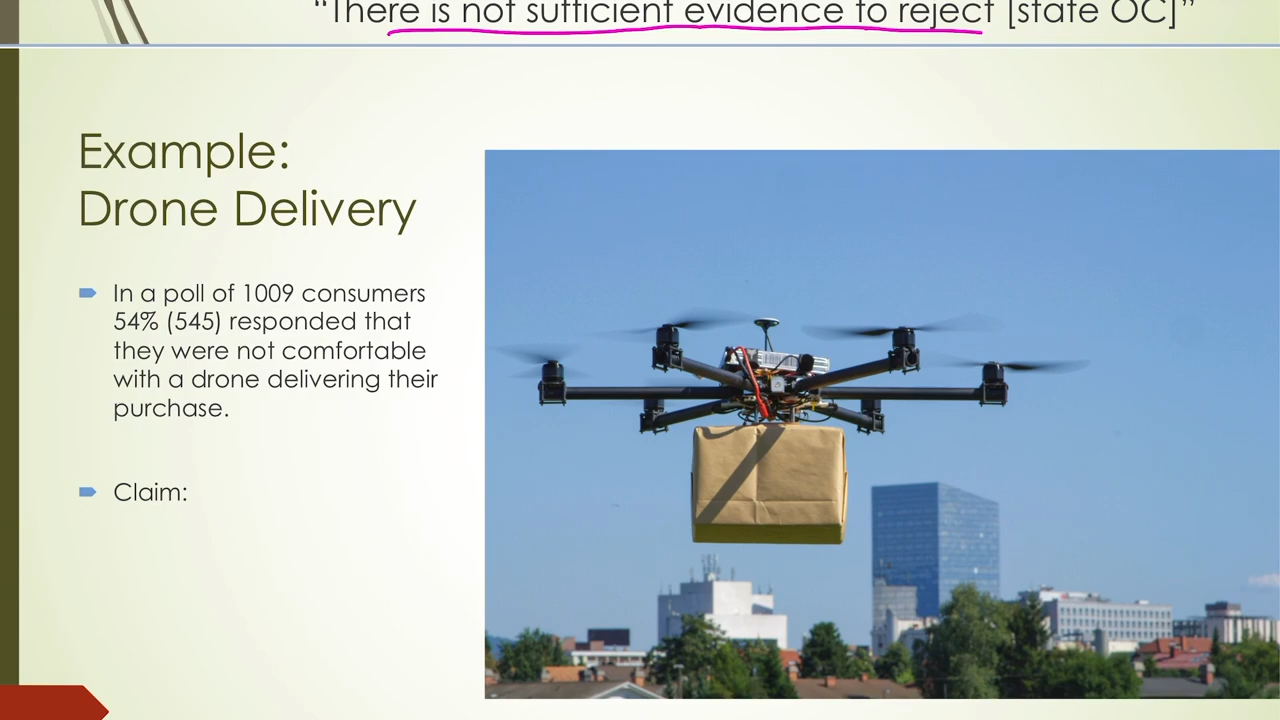 “There is not sufficient evidence to reject [state OC]”
Example:
Drone Delivery
In a poll of 1009 consumers
54% (545) responded that
they were not comfortable
with a drone delivering their
purchase.
Claim: